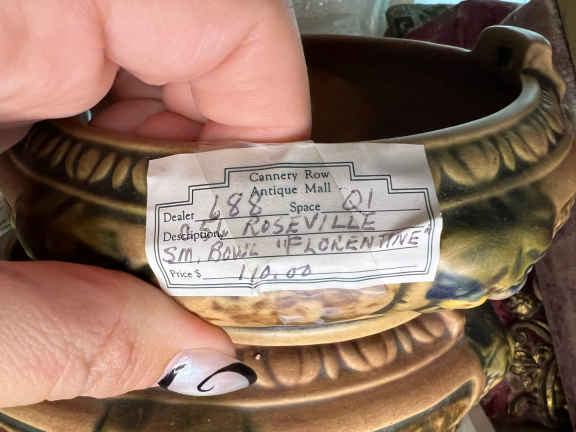 Cannery Row
Antique Mall
Dealer 688 Space Q1
Description ROSEVILLE
SM. BOWL "FLORENTINE"
Price $ 110.00